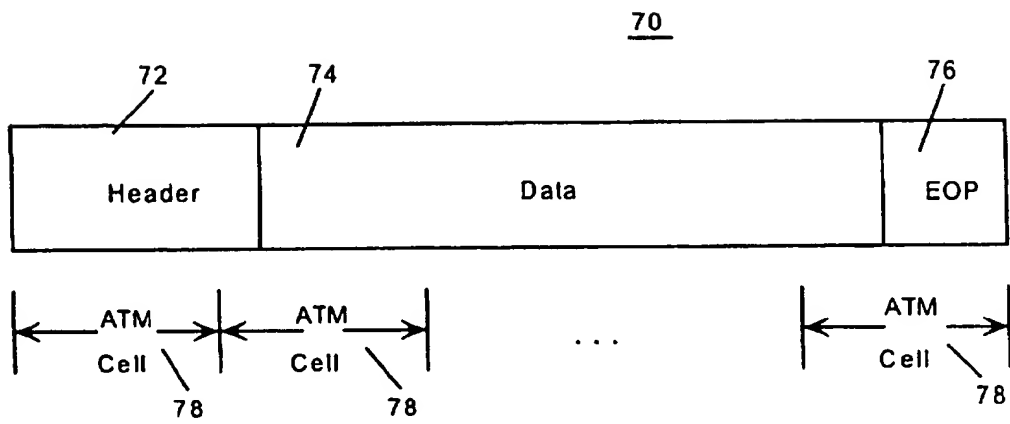 70
72
74
76
Header
Data
EOP
ATM
Cell
78
ATM
Cell
78
. . .
ATM
Cell
78